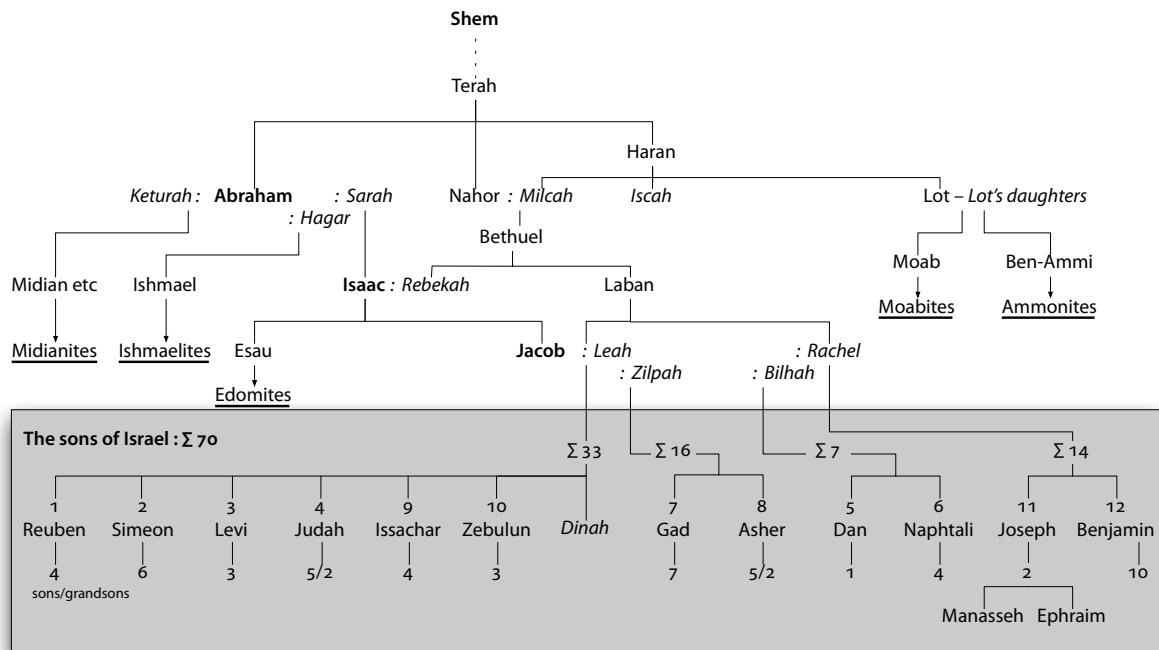 Shem
Terah
Haran
Keturah : Abraham : Sarah Nahor : Milcah Iscah Lot – Lot's daughters
: Hagar
Bethuel
Moab Ben-Ammi
Midian etc Ishmael Isaac : Rebekah Laban
Moabites Ammonites
Midianites Ishmaelites Esau Jacob : Leah : Rachel
: Zilpah : Bilhah
Edomites
The sons of Israel : Σ 70
Σ 33 Σ 16 Σ 7 Σ 14
1 2 3 4 9 10 7 8 5 6 11 12
Reuben Simeon Levi Judah Issachar Zebulun Dinah Gad Asher Dan Naphtali Joseph Benjamin
4 6 3 5/2 4 3 7 5/2 1 4 2 10
sons/grandsons
Manasseh Ephraim